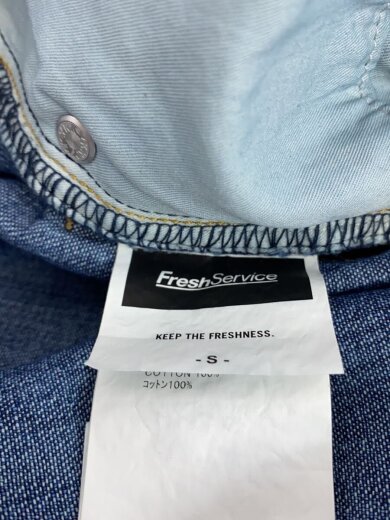 FreshService
KEEP THE FRESHNESS.
- S -
COTTON 100%
コットン100%